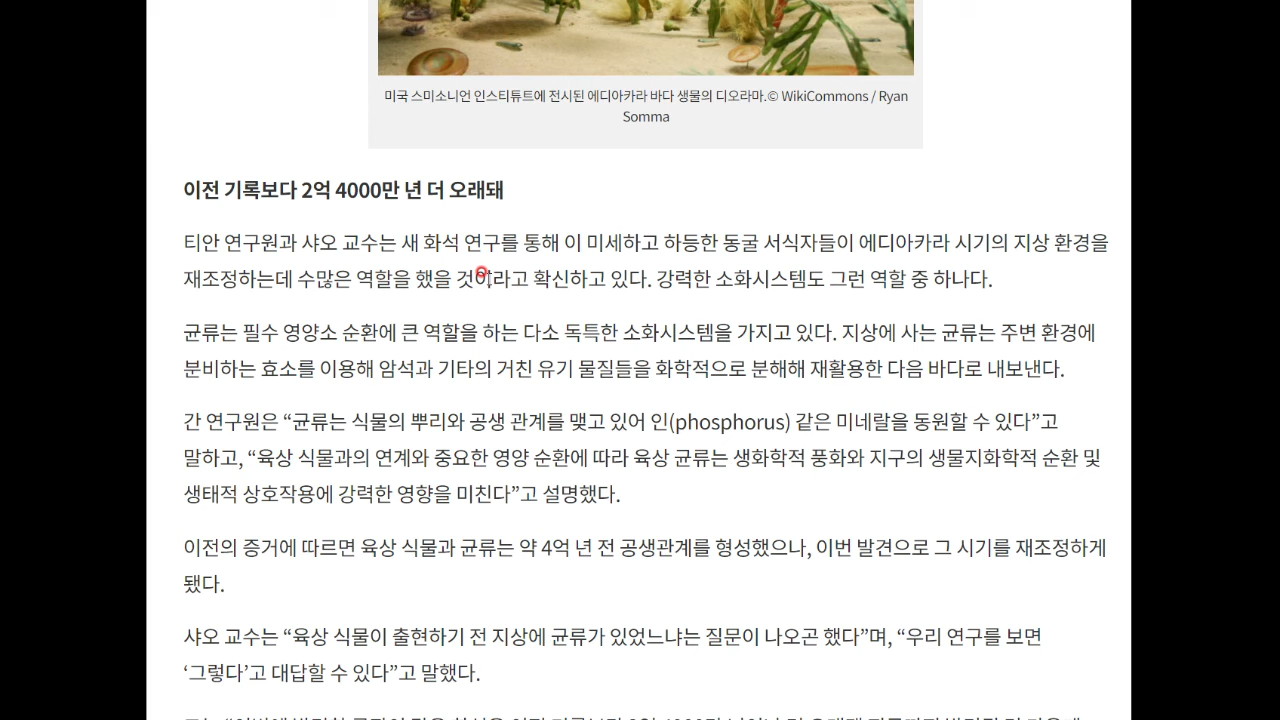 미국 스미소니언 인스티튜트에 전시된 에디아카라 바다 생물의 디오라마.© WikiCommons / Ryan
Somma
이전 기록보다 2억 4000만 년 더 오래돼
티안 연구원과 샤오 교수는 새 화석 연구를 통해 이 미세하고 하등한 동굴 서식자들이 에디아카라 시기의 지상 환경을
재조정하는데 수많은 역할을 했을 것이라고 확신하고 있다. 강력한 소화시스템도 그런 역할 중 하나다.
균류는 필수 영양소 순환에 큰 역할을 하는 다소 독특한 소화시스템을 가지고 있다. 지상에 사는 균류는 주변 환경에
분비하는 효소를 이용해 암석과 기타의 거친 유기 물질들을 화학적으로 분해해 재활용한 다음 바다로 내보낸다.
간 연구원은 “균류는 식물의 뿌리와 공생 관계를 맺고 있어 인(phosphorus) 같은 미네랄을 동원할 수 있다”고
말하고, “육상 식물과의 연계와 중요한 영양 순환에 따라 육상 균류는 생화학적 풍화와 지구의 생물지화학적 순환 및
생태적 상호작용에 강력한 영향을 미친다”고 설명했다.
이전의 증거에 따르면 육상 식물과 균류는 약 4억 년 전 공생관계를 형성했으나, 이번 발견으로 그 시기를 재조정하게
됐다.
샤오 교수는 “육상 식물이 출현하기 전 지상에 균류가 있었느냐는 질문이 나오곤 했다”며, “우리 연구를 보면
‘그렇다’고 대답할 수 있다”고 말했다.